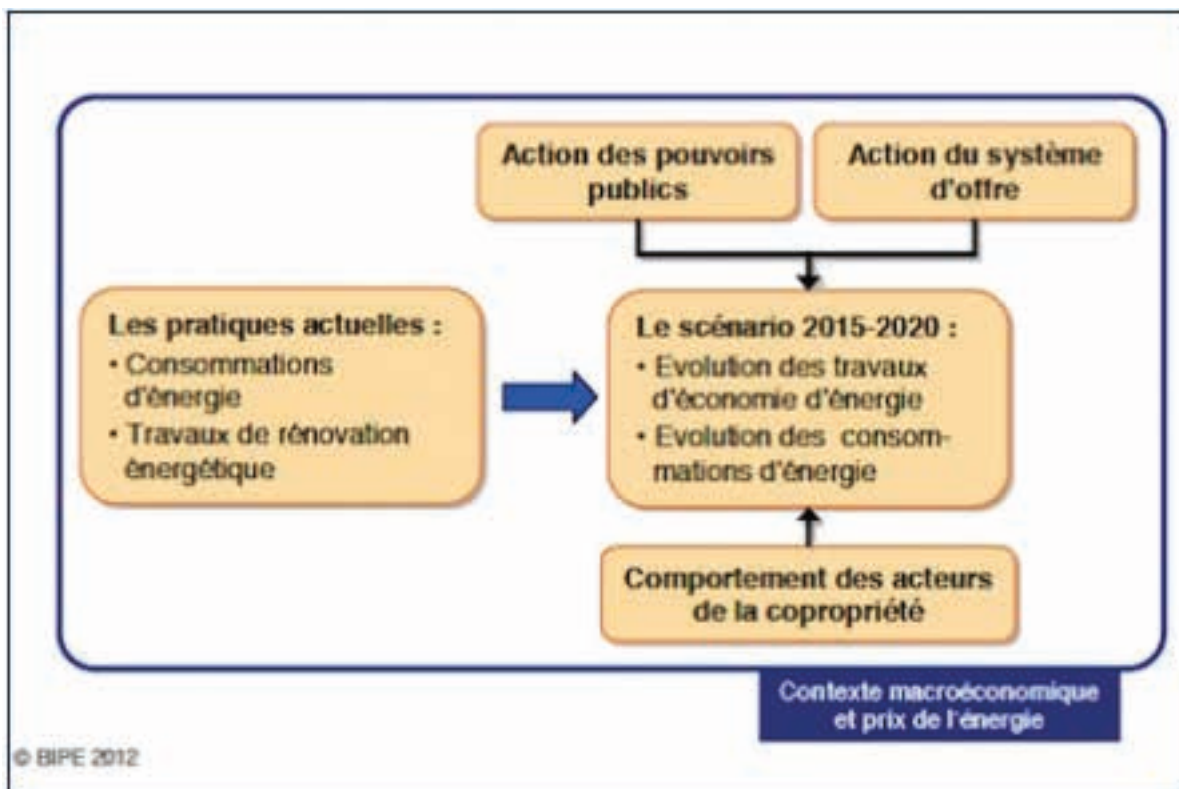 Action des pouvoirs
publics
Action du système
d'offre
Les pratiques actuelles :
• Consommations
d'énergie
• Travaux de rénovation
énergétique
Le scénario 2015-2020 :
• Evolution des travaux
d'économie d'énergie
• Evolution des consom-
mations d'énergie
Comportement des acteurs
de la copropriété
Contexte macroéconomique
et prix de l'énergie
© BIPE 2012